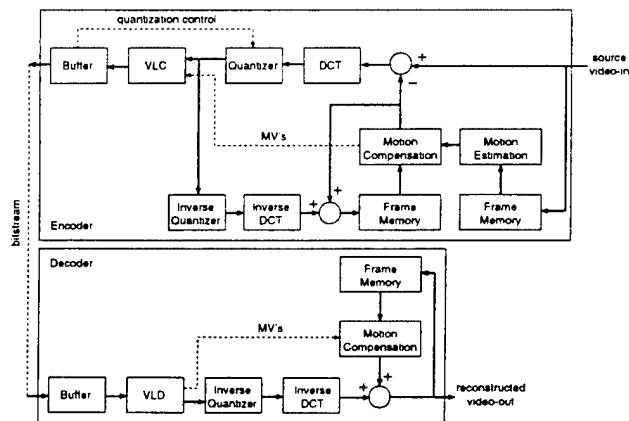 quantization control
Buffer
VLC
Quantizer
DCT
+
−
source
video-in
MV's
Motion
Compensation
Motion
Estimation
Inverse
Quantizer
Inverse
DCT
+
+
Frame
Memory
Frame
Memory
Encoder
bitstream
Decoder
Frame
Memory
MV's
Motion
Compensation
Buffer
VLD
Inverse
Quantizer
Inverse
DCT
+
+
reconstructed
video-out